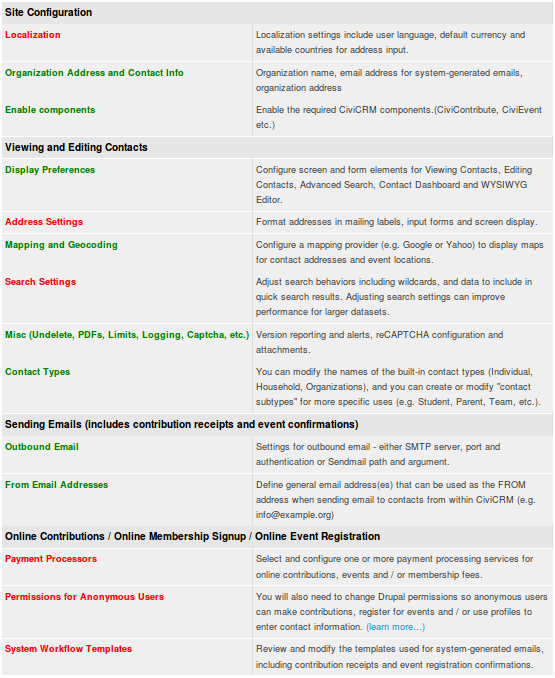 Site Configuration
Localization
Localization settings include user language, default currency and
available countries for address input.
Organization Address and Contact Info
Organization name, email address for system-generated emails,
organization address
Enable components
Enable the required CiviCRM components.(CiviContribute, CiviEvent
etc.)
Viewing and Editing Contacts
Display Preferences
Configure screen and form elements for Viewing Contacts, Editing
Contacts, Advanced Search, Contact Dashboard and WYSIWYG
Editor.
Address Settings
Format addresses in mailing labels, input forms and screen display.
Mapping and Geocoding
Configure a mapping provider (e.g. Google or Yahoo) to display maps
for contact addresses and event locations.
Search Settings
Adjust search behaviors including wildcards, and data to include in
quick search results. Adjusting search settings can improve
performance for larger datasets.
Misc (Undelete, PDFs, Limits, Logging, Captcha, etc.)
Version reporting and alerts, reCAPTCHA configuration and
attachments.
Contact Types
You can modify the names of the built-in contact types (Individual,
Household, Organizations), and you can create or modify "contact
subtypes" for more specific uses (e.g. Student, Parent, Team, etc.).
Sending Emails (includes contribution receipts and event confirmations)
Outbound Email
Settings for outbound email - either SMTP server, port and
authentication or Sendmail path and argument.
From Email Addresses
Define general email address(es) that can be used as the FROM
address when sending email to contacts from within CiviCRM (e.g.
info@example.org)
Online Contributions / Online Membership Signup / Online Event Registration
Payment Processors
Select and configure one or more payment processing services for
online contributions, events and / or membership fees.
Permissions for Anonymous Users
You will also need to change Drupal permissions so anonymous users
can make contributions, register for events and / or use profiles to
enter contact information. (learn more...)
System Workflow Templates
Review and modify the templates used for system-generated emails,
including contribution receipts and event registration confirmations.